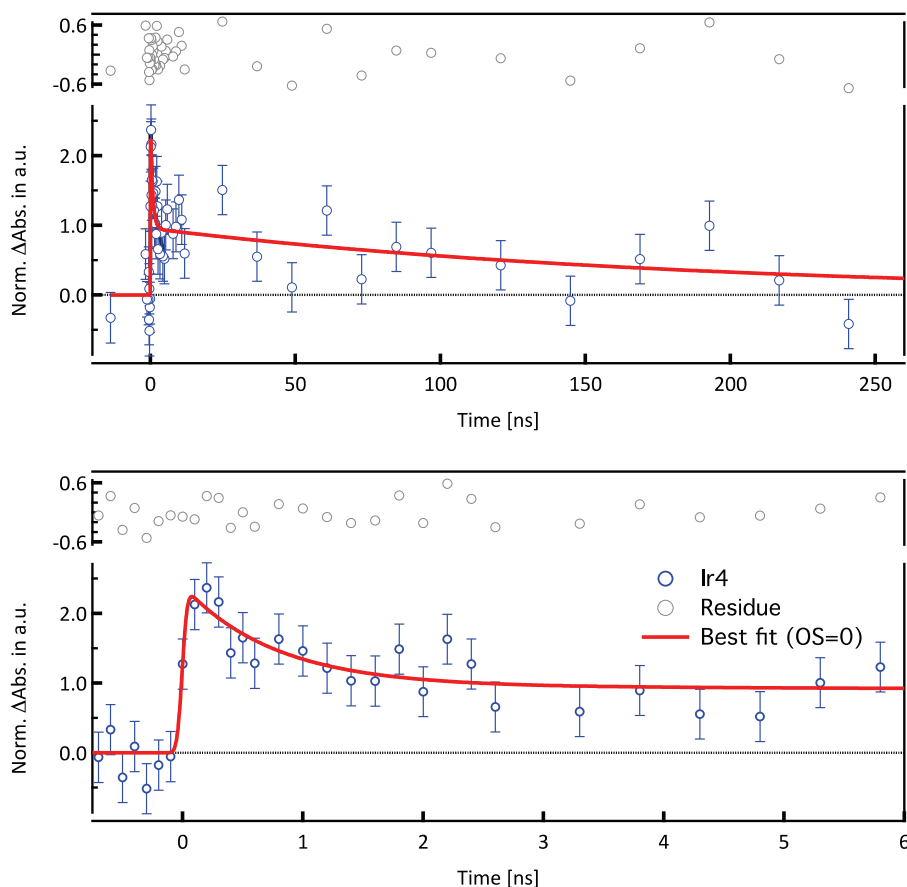 0.6
-0.6
Norm. ΔAbs. in a.u.
2.0
1.0
0.0
0 50 100 150 200 250
Time [ns]
0.6
-0.6
Norm. ΔAbs. in a.u.
2.0
1.0
0.0
Ir4
Residue
Best fit (OS=0)
0 1 2 3 4 5 6
Time [ns]